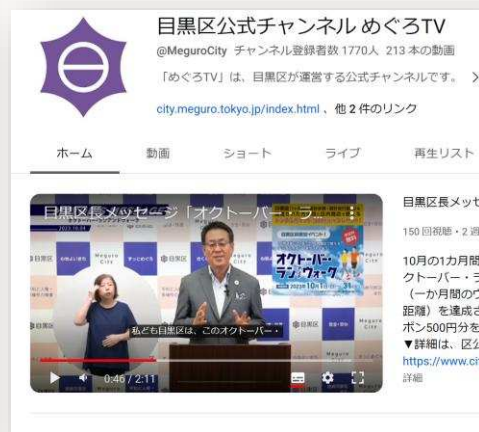 目黒区公式チャンネル めぐろTV
@MeguroCity チャンネル登録者数 1770人 213 本の動画
「めぐろTV」は、目黒区が運営する公式チャンネルです。
city.meguro.tokyo.jp/index.html 、他 2 件のリンク
ホーム 動画 ショート ライブ 再生リスト
目黒区長メッセージ「オクトーバー・ラ
2023.10.04
オクトーバー・
ラン&ウォーク
目黒区
Meguro City
私ども目黒区は、このオクトーバー・
0:46 / 2:11
目黒区長メッセ
150 回視聴・2 週
10月の1カ月間
クトーバー・ラ
（一か月間のウ
距離）を達成さ
ポン500円分を
▼詳細は、区公
https://www.ci
詳細